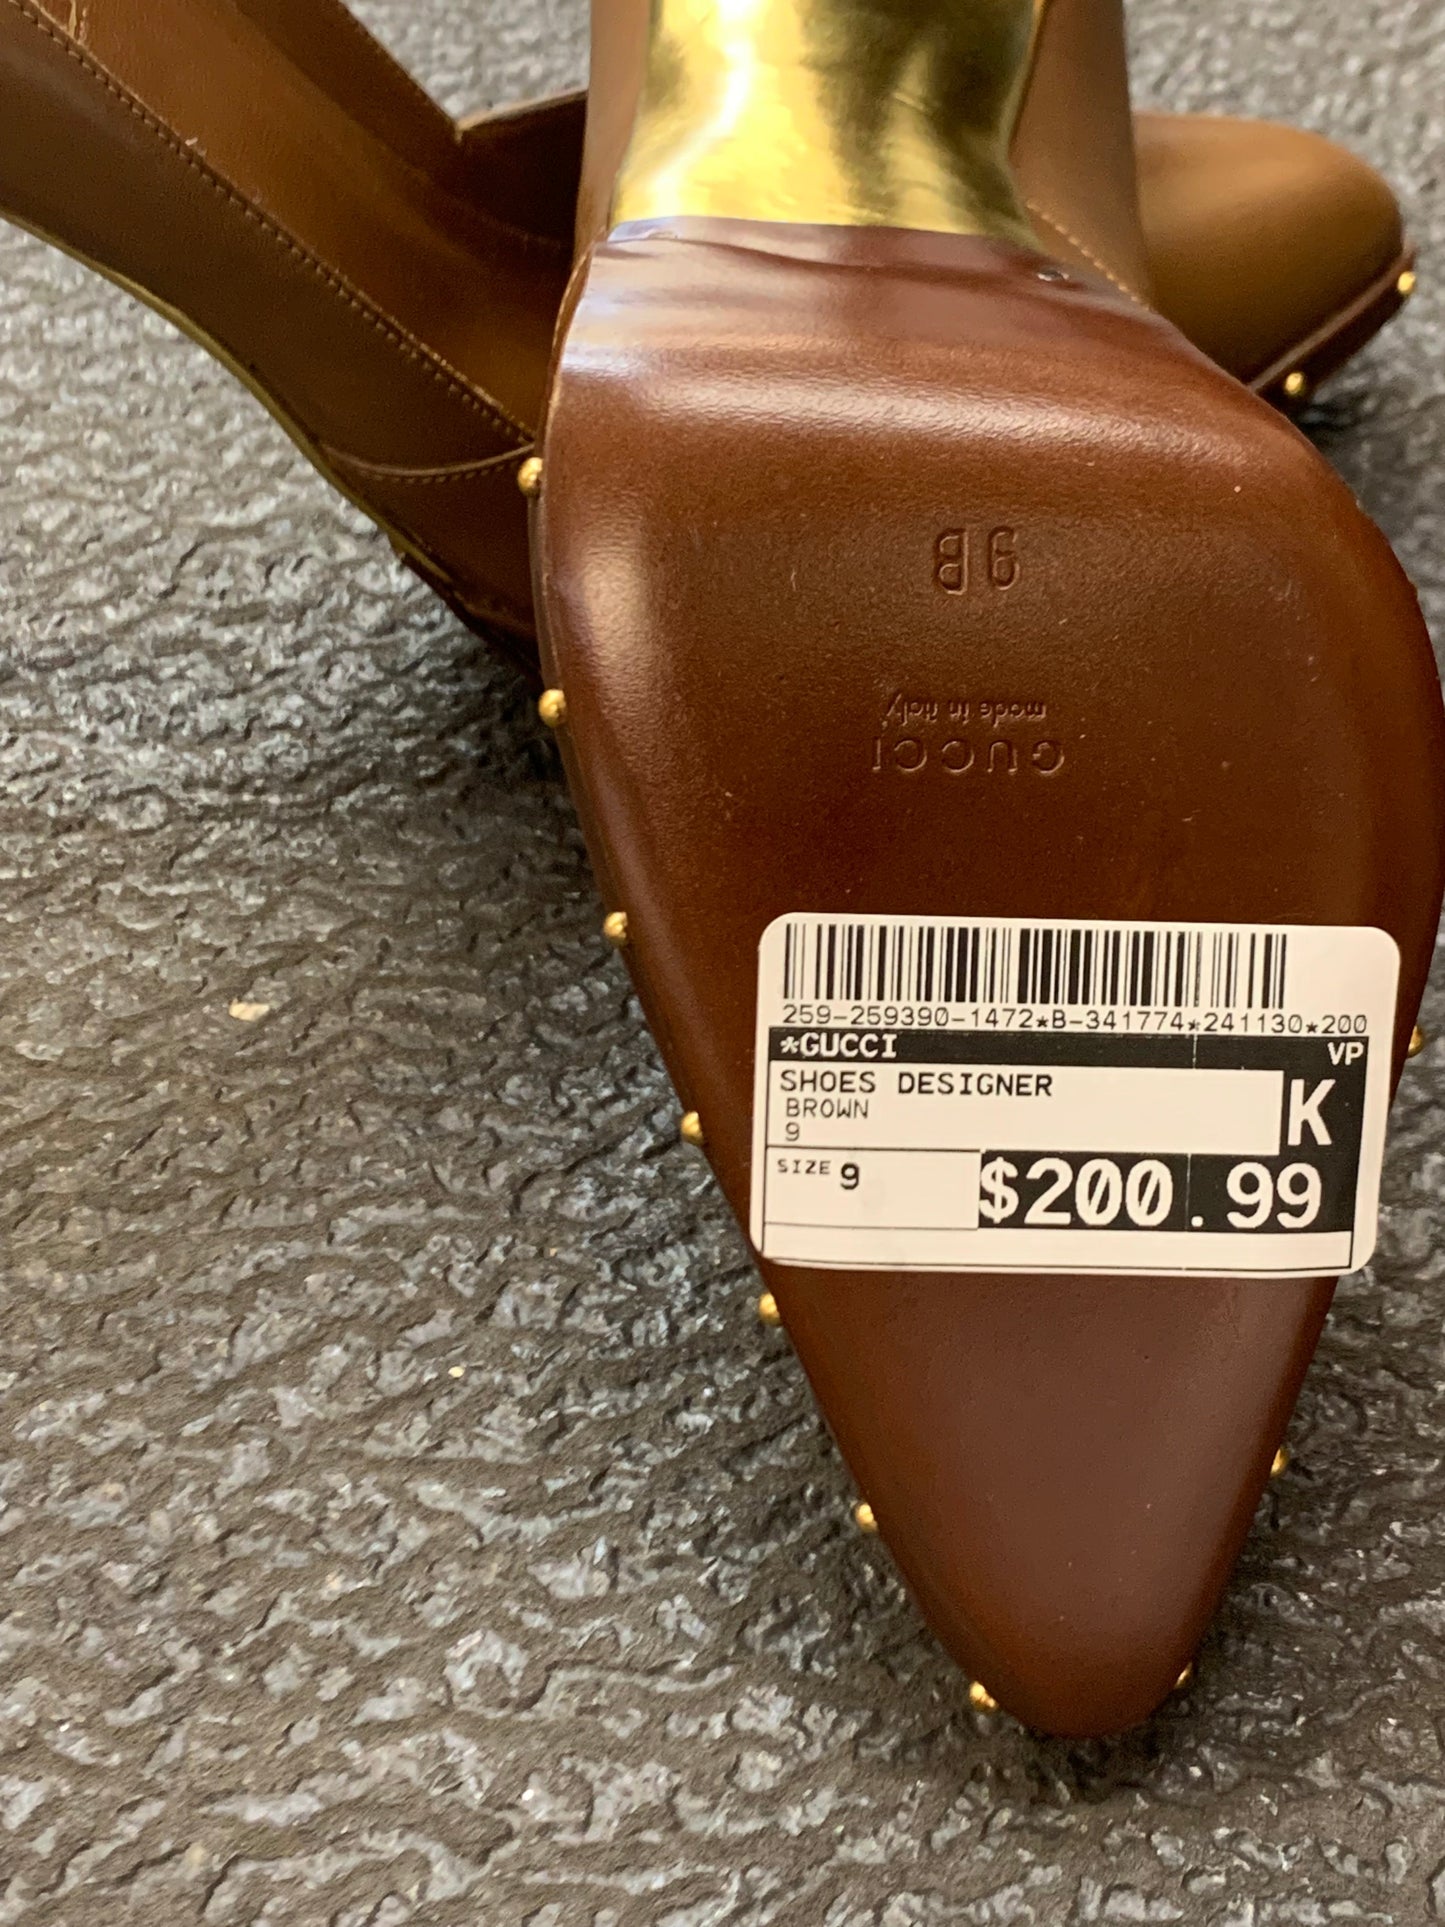 9B
made in italy
GUCCI
259-259390-1472*B-341774*241130*200
*GUCCI VP
SHOES DESIGNER K
BROWN
9
SIZE 9 $200.99